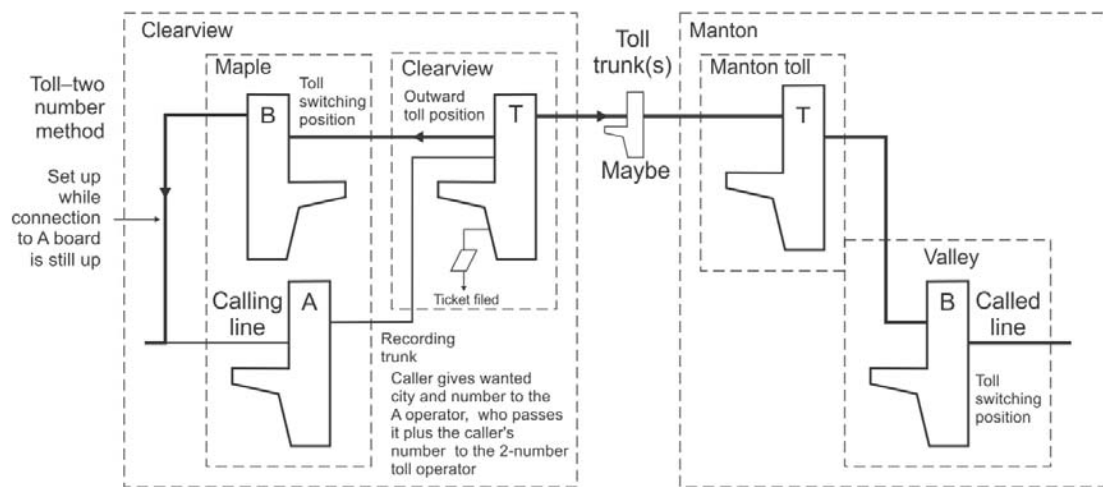 Clearview
Toll–two
number
method
Set up
while
connection
to A board
is still up
Maple
B
Toll
switching
position
Calling
line
A
Clearview
Outward
toll position
T
Ticket filed
Recording
trunk
Caller gives wanted
city and number to the
A operator, who passes
it plus the caller's
number to the 2-number
toll operator
Toll
trunk(s)
Maybe
Manton
Manton toll
T
Valley
B
Called
line
Toll
switching
position